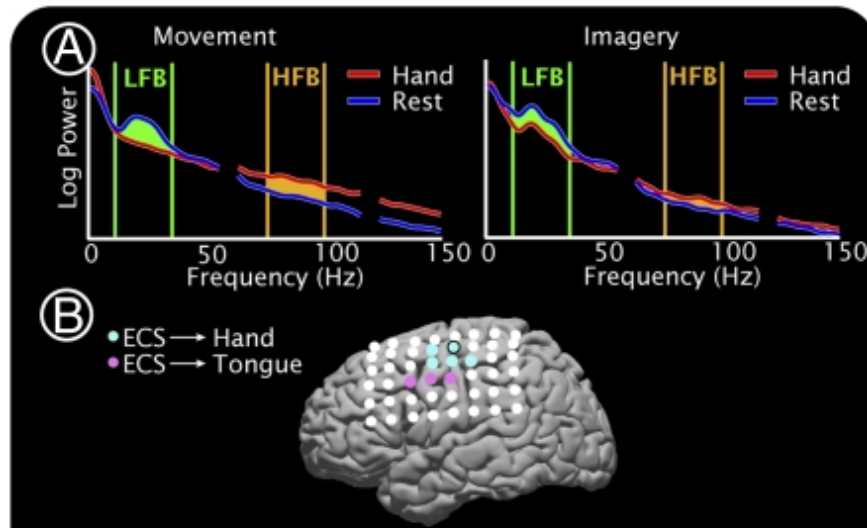 A
Movement
LFB
HFB
Hand
Rest
Log Power
0 50 100 150
Frequency (Hz)
Imagery
LFB
HFB
Hand
Rest
0 50 100 150
Frequency (Hz)
B
ECS → Hand
ECS → Tongue